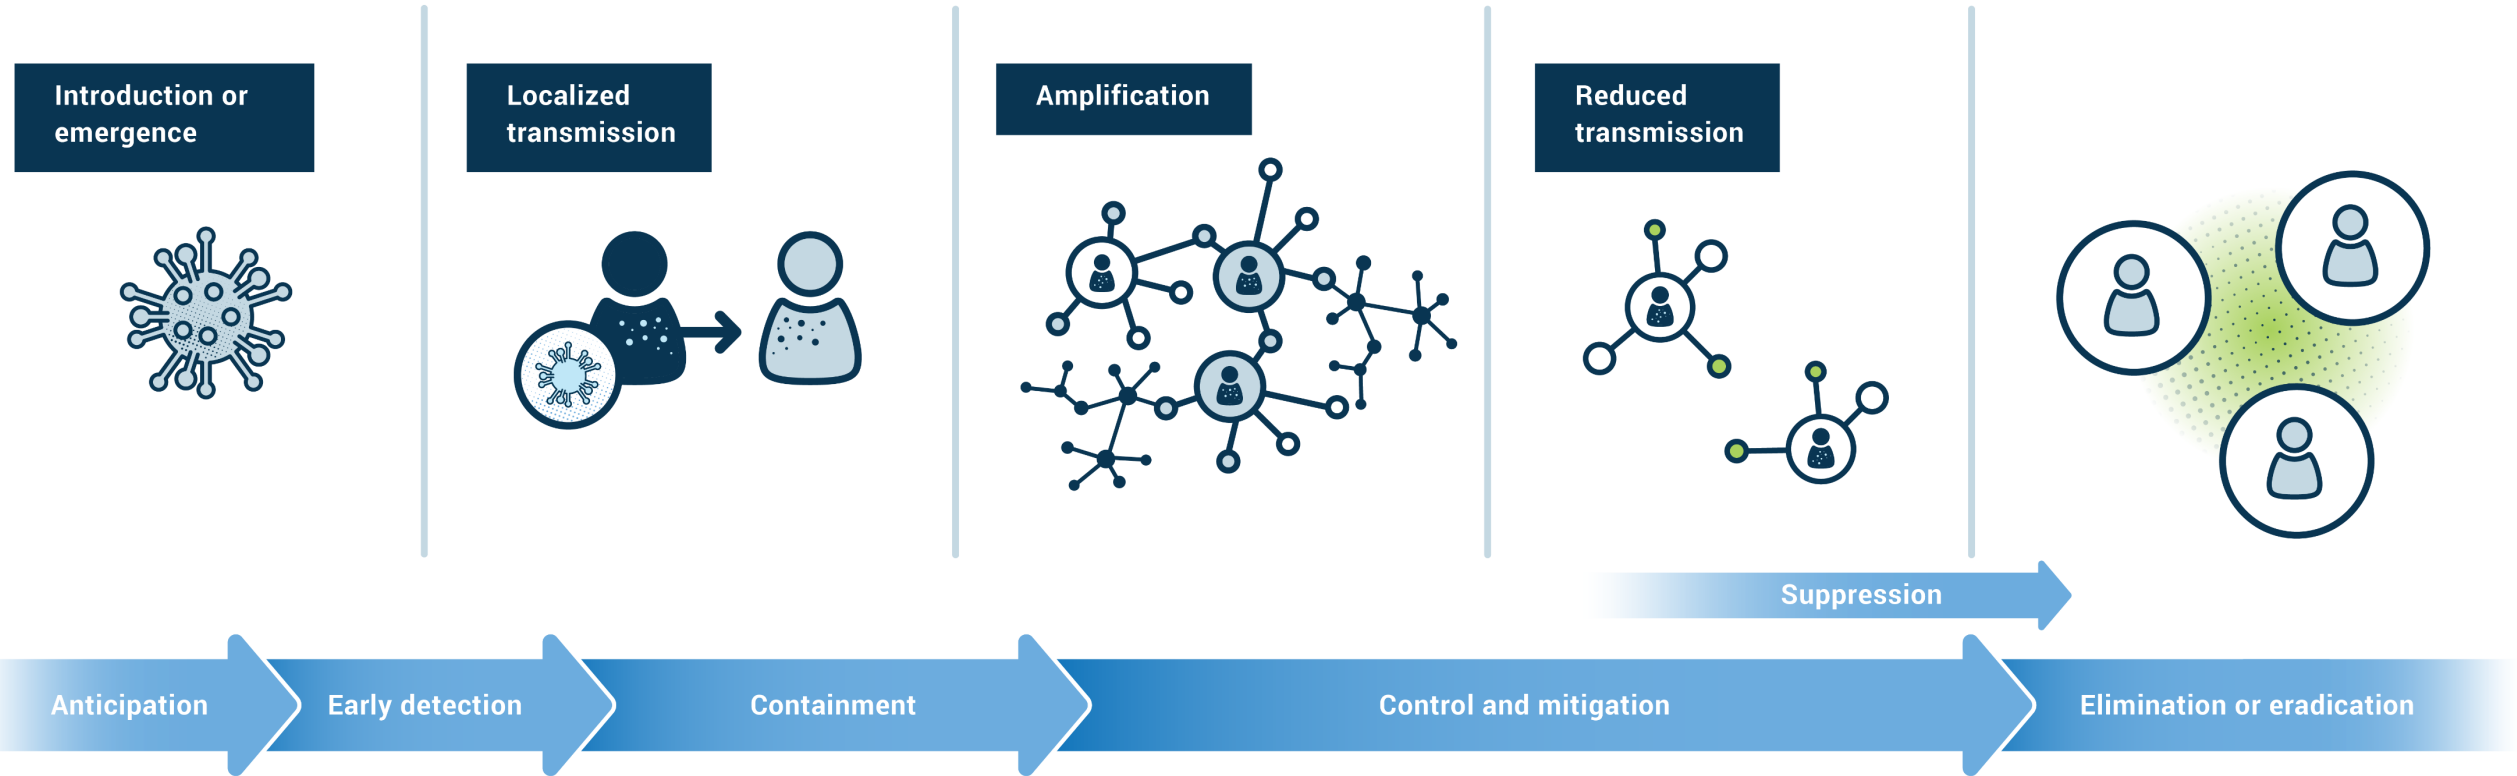 Introduction or
emergence
Localized
transmission
Amplification
Reduced
transmission
Suppression
Anticipation
Early detection
Containment
Control and mitigation
Elimination or eradication